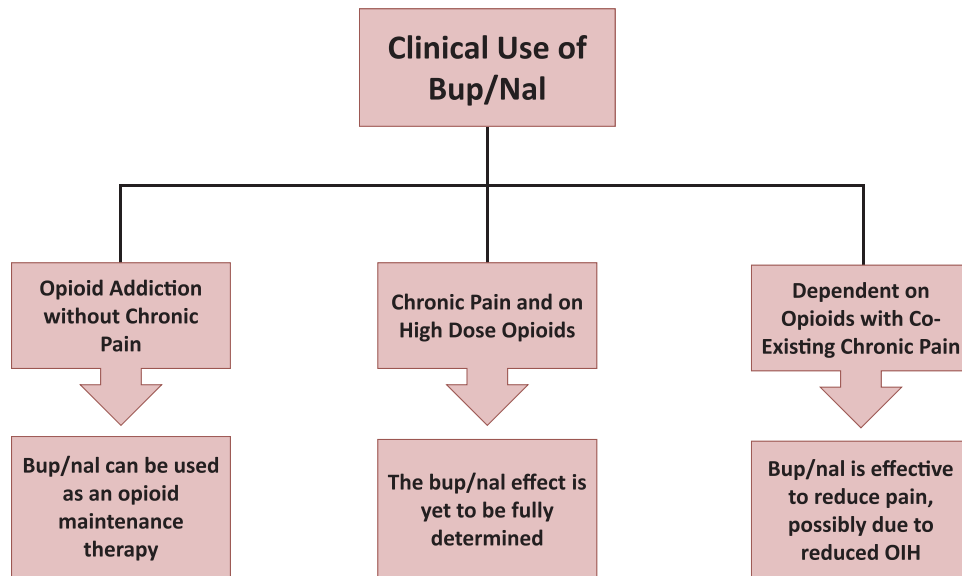 Clinical Use of
Bup/Nal
Opioid Addiction
without Chronic
Pain
Chronic Pain and on
High Dose Opioids
Dependent on
Opioids with Co-
Existing Chronic Pain
Bup/nal can be used
as an opioid
maintenance
therapy
The bup/nal effect is
yet to be fully
determined
Bup/nal is effective
to reduce pain,
possibly due to
reduced OIH